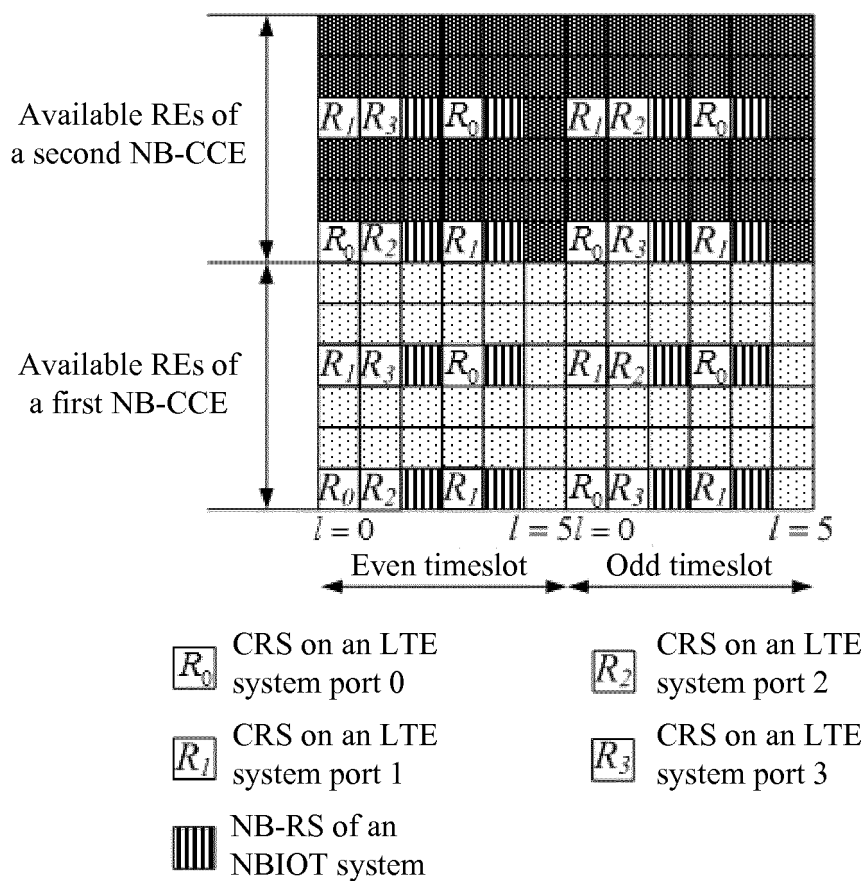 Available REs of
a second NB-CCE
R1 R3 R0 R1 R2 R0
R0 R2 R1 R0 R3 R1
Available REs of
a first NB-CCE
R1 R3 R0 R1 R2 R0
R0 R2 R1 R0 R3 R1
l = 0 l = 5 l = 0 l = 5
Even timeslot Odd timeslot
R0 CRS on an LTE
system port 0
R2 CRS on an LTE
system port 2
R1 CRS on an LTE
system port 1
R3 CRS on an LTE
system port 3
NB-RS of an
NBIOT system